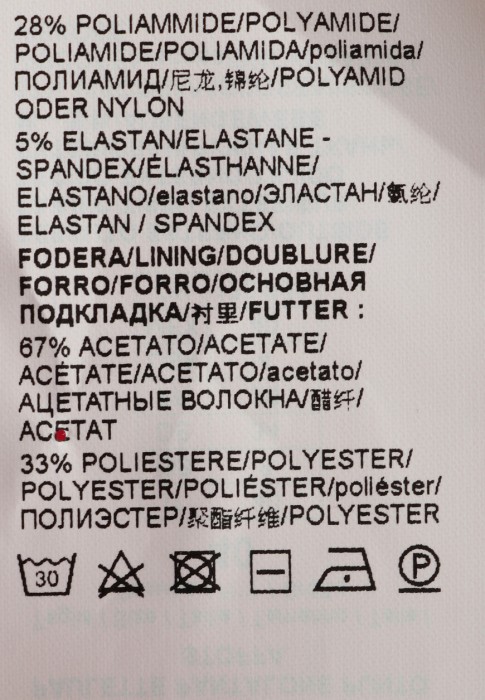 28% POLIAMMIDE/POLYAMIDE/
POLIAMIDE/POLIAMIDA/poliamida/
ПОЛИАМИД/尼龙,锦纶/POLYAMID
ODER NYLON
5% ELASTAN/ELASTANE -
SPANDEX/ÉLASTHANNE/
ELASTANO/elastano/ЭЛАСТАН/氨纶/
ELASTAN / SPANDEX
FODERA/LINING/DOUBLURE/
FORRO/FORRO/ОСНОВНАЯ
ПОДКЛАДКА/衬里/FUTTER :
67% ACETATO/ACETATE/
ACÉTATE/ACETATO/acetato/
АЦЕТАТНЫЕ ВОЛОКНА/醋纤/
ACETAT
33% POLIESTERE/POLYESTER/
POLYESTER/POLIÉSTER/poliéster/
ПОЛИЭСТЕР/聚酯纤维/POLYESTER
30 P